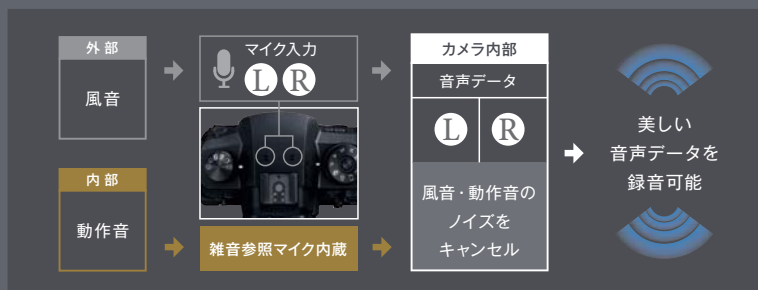 外部
風音
マイク入力
L R
カメラ内部
音声データ
L R
風音・動作音の
ノイズを
キャンセル
美しい
音声データを
録音可能
内部
動作音
雑音参照マイク内蔵